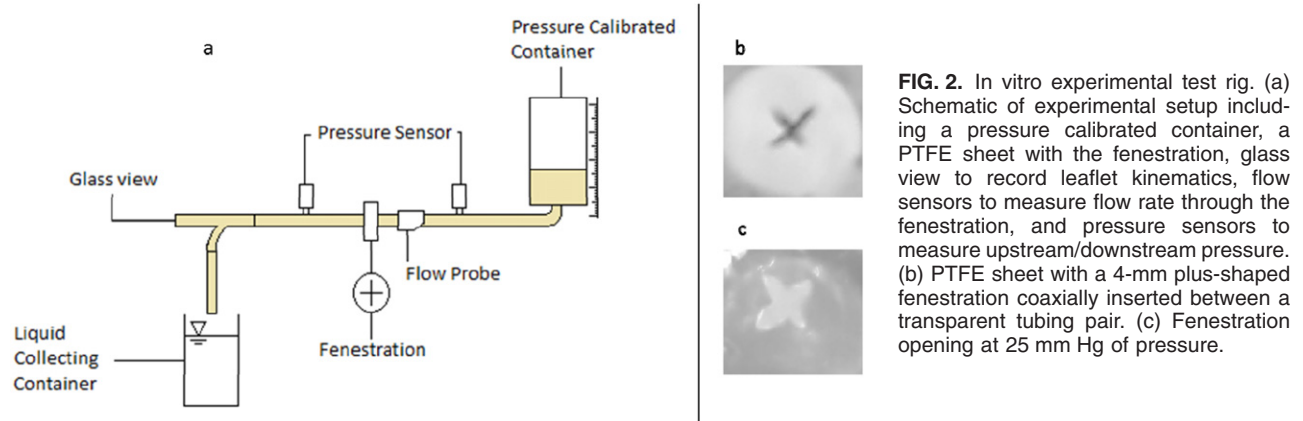 a
Pressure Calibrated
Container
Pressure Sensor
Glass view
Flow Probe
Fenestration
Liquid
Collecting
Container
b
c
FIG. 2. In vitro experimental test rig. (a)
Schematic of experimental setup includ-
ing a pressure calibrated container, a
PTFE sheet with the fenestration, glass
view to record leaflet kinematics, flow
sensors to measure flow rate through the
fenestration, and pressure sensors to
measure upstream/downstream pressure.
(b) PTFE sheet with a 4-mm plus-shaped
fenestration coaxially inserted between a
transparent tubing pair. (c) Fenestration
opening at 25 mm Hg of pressure.